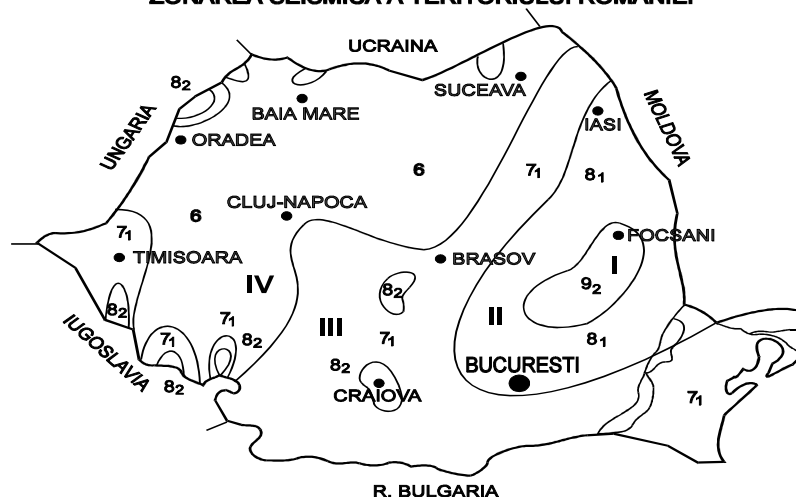 ZONAREA SEISMICA A TERITORIULUI ROMANIEI
UCRAINA
8₂
SUCEAVA
BAIA MARE
UNGARIA
MOLDOVA
IASI
ORADEA
6
7₁
8₁
6
CLUJ-NAPOCA
7₁
TIMISOARA
FOCSANI
BRASOV
I
IV
8₂
9₂
8₂
7₁
III
II
IUGOSLAVIA
7₁
8₂
7₁
8₁
8₂
BUCURESTI
8₂
CRAIOVA
7₁
R. BULGARIA